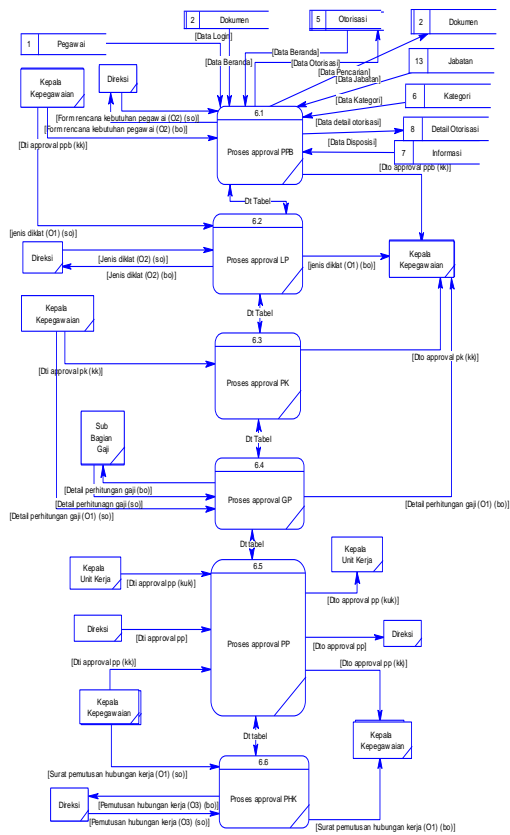 2 Dokumen
5 Otorisasi
2 Dokumen
[Data Login]
1 Pegawai
[Data Beranda]
[Data Beranda]
[Data Otorisasi]
[Data Pencarian]
13 Jabatan
Kepala
Kepegawaian
Direksi
[Data Jabatan]
6 Kategori
[Data Kategori]
6.1
[Form rencana kebutuhan pegawai (O2) (so)]
[Data detail otorisasi]
[Form rencana kebutuhan pegawai (O2) (bo)]
8 Detail Otorisasi
[Dti approval ppb (kk)]
Proses approval PPB
[Data Disposisi]
7 Informasi
[Dto approval ppb (kk)]
Dt Tabel
6.2
[jenis diklat (O1) (so)]
Direksi
[Jenis diklat (O2) (so)]
Proses approval LP
[jenis diklat (O1) (bo)]
Kepala
Kepegawaian
[Jenis diklat (O2) (bo)]
Dt Tabel
Kepala
Kepegawaian
6.3
[Dti approval pk (kk)]
Proses approval PK
[Dto approval pk (kk)]
Dt Tabel
Sub
Bagian
Gaji
6.4
[Detail perhitungan gaji (bo)]
Proses approval GP
[Detail perhitunagn gaji (so)]
[Detail perhitungan gaji (O1) (so)]
[Detail perhitungan gaji (O1) (bo)]
Dt tabel
Kepala
Unit Kerja
6.5
Kepala
Unit Kerja
[Dti approval pp (kuk)]
[Dto approval pp (kuk)]
Direksi
[Dti approval pp]
Proses approval PP
[Dto approval pp]
Direksi
[Dti approval pp (kk)]
[Dto approval pp (kk)]
Kepala
Kepegawaian
Dt tabel
Kepala
Kepegawaian
6.6
[Surat pemutusan hubungan kerja (O1) (so)]
Direksi
[Pemutusan hubungan kerja (O3) (bo)]
Proses approval PHK
[Pemutusan hubungan kerja (O3) (so)]
[Surat pemutusan hubungan kerja (O1) (bo)]